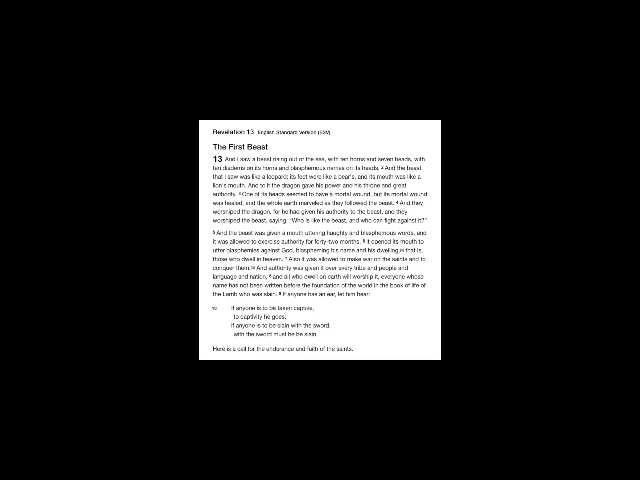 Revelation 13 English Standard Version (ESV)
The First Beast
13 And I saw a beast rising out of the sea, with ten horns and seven heads, with
ten diadems on its horns and blasphemous names on its heads. 2 And the beast
that I saw was like a leopard; its feet were like a bear's, and its mouth was like a
lion's mouth. And to it the dragon gave his power and his throne and great
authority. 3 One of its heads seemed to have a mortal wound, but its mortal wound
was healed, and the whole earth marveled as they followed the beast. 4 And they
worshiped the dragon, for he had given his authority to the beast, and they
worshiped the beast, saying, "Who is like the beast, and who can fight against it?"
5 And the beast was given a mouth uttering haughty and blasphemous words, and
it was allowed to exercise authority for forty-two months. 6 It opened its mouth to
utter blasphemies against God, blaspheming his name and his dwelling,[a] that is,
those who dwell in heaven. 7 Also it was allowed to make war on the saints and to
conquer them.[b] And authority was given it over every tribe and people and
language and nation, 8 and all who dwell on earth will worship it, everyone whose
name has not been written before the foundation of the world in the book of life of
the Lamb who was slain. 9 If anyone has an ear, let him hear:
10 If anyone is to be taken captive,
to captivity he goes;
if anyone is to be slain with the sword,
with the sword must he be slain.
Here is a call for the endurance and faith of the saints.